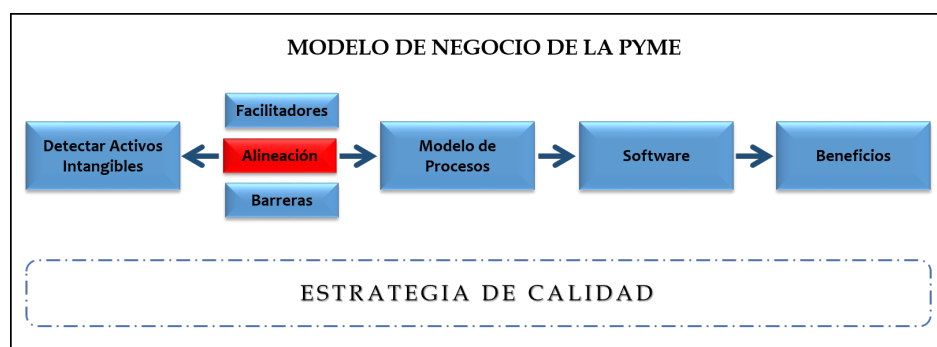 MODELO DE NEGOCIO DE LA PYME
Facilitadores
Detectar Activos
Intangibles
Alineación
Modelo de
Procesos
Software
Beneficios
Barreras
ESTRATEGIA DE CALIDAD